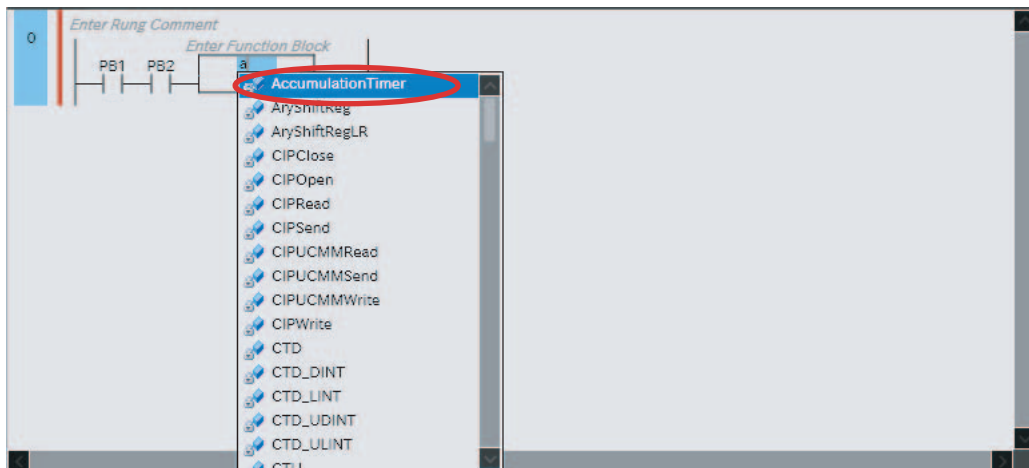 Enter Rung Comment
0
Enter Function Block
PB1 PB2 a
AccumulationTimer
AryShiftReg
AryShiftRegLR
CIPClose
CIPOpen
CIPRead
CIPSend
CIPUCMMRead
CIPUCMMSend
CIPUCMMWrite
CIPWrite
CTD
CTD_DINT
CTD_LINT
CTD_UDINT
CTD_ULINT
CTU